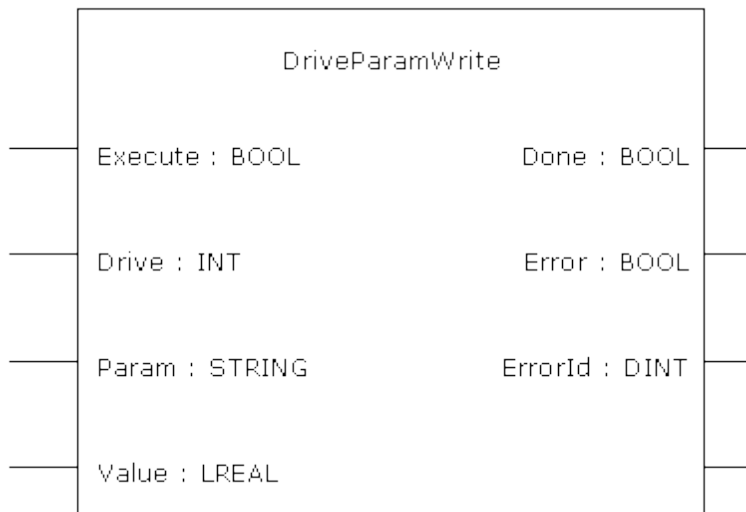 DriveParamWrite
Execute : BOOL Done : BOOL
Drive : INT Error : BOOL
Param : STRING ErrorId : DINT
Value : LREAL